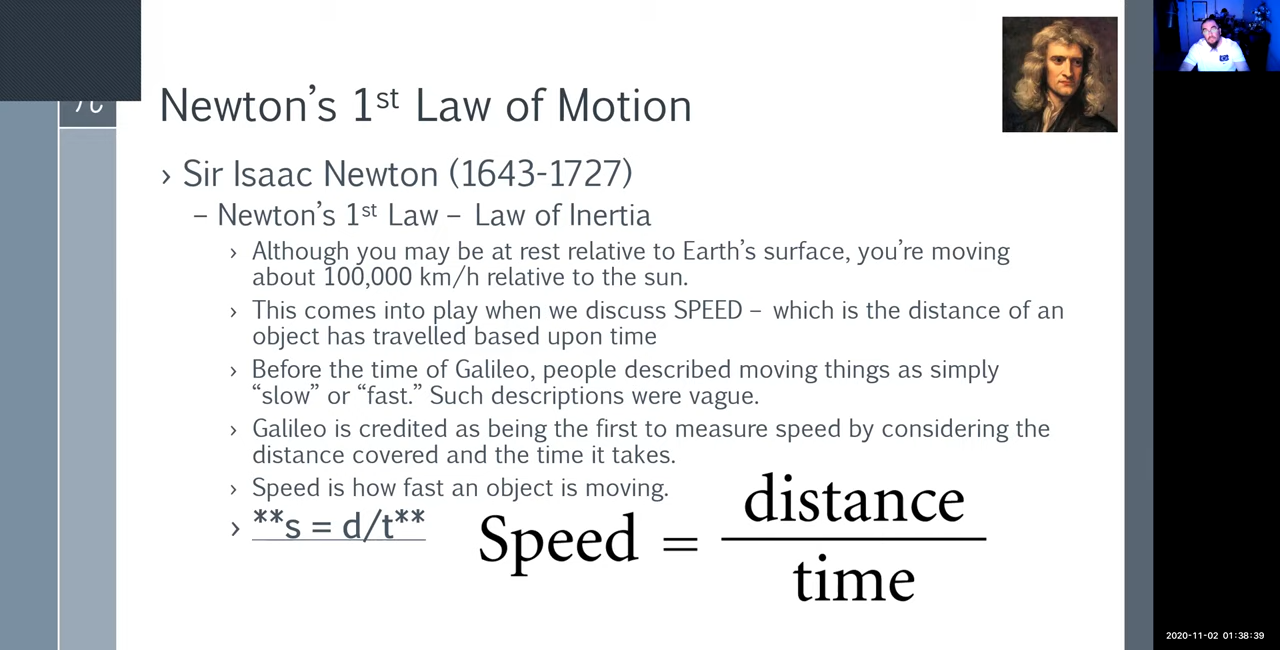 Newton's 1st Law of Motion
› Sir Isaac Newton (1643-1727)
– Newton's 1st Law – Law of Inertia
› Although you may be at rest relative to Earth's surface, you're moving
about 100,000 km/h relative to the sun.
› This comes into play when we discuss SPEED – which is the distance of an
object has travelled based upon time
› Before the time of Galileo, people described moving things as simply
“slow” or “fast.” Such descriptions were vague.
› Galileo is credited as being the first to measure speed by considering the
distance covered and the time it takes.
› Speed is how fast an object is moving.
› **s = d/t**
Speed = distance
time
2020-11-02 01:38:39